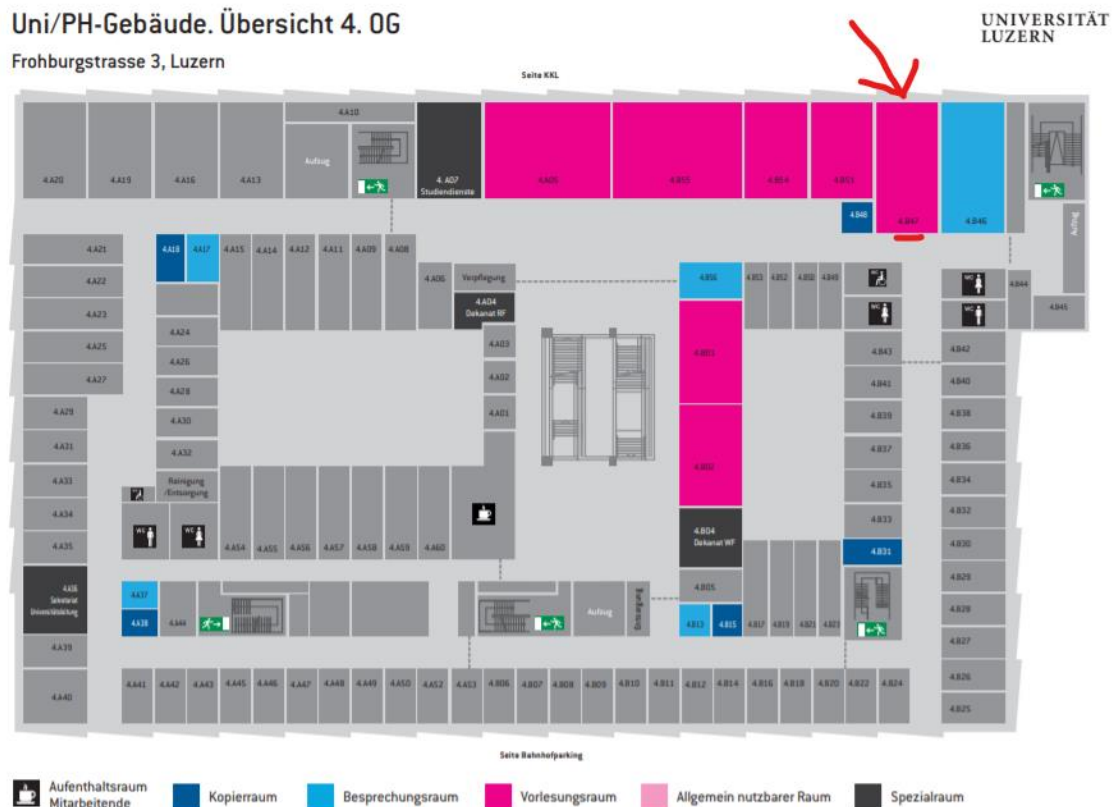 Uni/PH-Gebäude. Übersicht 4. OG
UNIVERSITÄT
LUZERN
Frohburgstrasse 3, Luzern
Seite KKL
4.A10
Aufzug
4.A20
4.A19
4.A16
4.A13
4. A07
Studiendienste
4.A05
4.B55
4.B54
4.B51
4.B48
4.B47
4.B46
Aufzug
4.A21
4.A18
4.A17
4.A15
4.A14
4.A12
4.A11
4.A09
4.A08
4.A06
Verpflegung
4.A04
Dekanat RF
4.B56
4.B53
4.B52
4.B49
WC
WC
4.B44
4.B45
4.A22
4.A23
4.A25
4.A27
4.A24
4.A26
4.A28
4.A30
4.A32
4.A03
4.A02
4.A01
WC
WC
4.B43
4.B42
4.B41
4.B40
4.B39
4.B38
4.B37
4.B36
4.B35
4.B34
4.B33
4.B32
4.B31
4.B30
4.A29
4.A31
4.A33
4.A34
4.A35
Reinigung
/Entsorgung
WC
WC
4.A54
4.A55
4.A56
4.A57
4.A58
4.A59
4.A60
4.B02
4.B04
Dekanat WF
4.B05
4.A36
Sekretariat
Universitätsleitung
4.A37
4.A38
4.A44
Aufzug
Entsorgung
4.B13
4.B15
4.B17
4.B19
4.B21
4.B23
4.B29
4.B28
4.B27
4.B26
4.B25
4.A39
4.A40
4.A41
4.A42
4.A43
4.A45
4.A46
4.A47
4.A48
4.A49
4.A50
4.A52
4.A53
4.B06
4.B07
4.B08
4.B09
4.B10
4.B11
4.B12
4.B14
4.B16
4.B18
4.B20
4.B22
4.B24
Seite Bahnhofparking
Aufenthaltsraum
Mitarbeitende
Kopierraum
Besprechungsraum
Vorlesungsraum
Allgemein nutzbarer Raum
Spezialraum